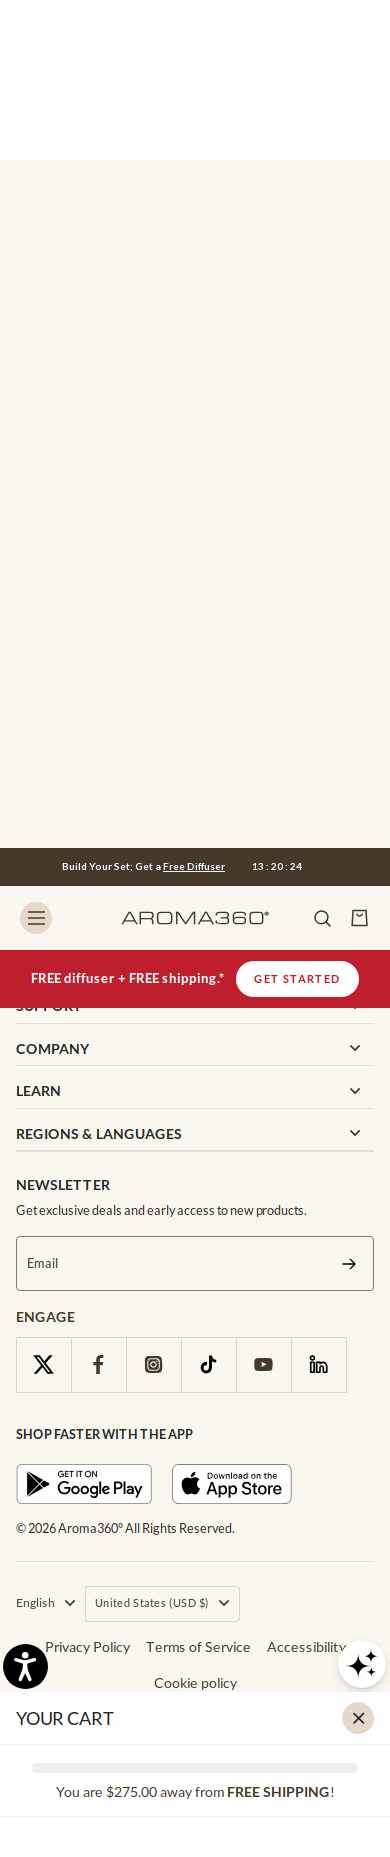 Build Your Set; Get a Free Diffuser 13 : 20 : 24
AROMA360°
FREE diffuser + FREE shipping.* GET STARTED
SUPPORT
COMPANY
LEARN
REGIONS & LANGUAGES
NEWSLETTER
Get exclusive deals and early access to new products.
Email
ENGAGE
SHOP FASTER WITH THE APP
GET IT ON
Google Play
Download on the
App Store
© 2026 Aroma360° All Rights Reserved.
English United States (USD $)
Privacy Policy Terms of Service Accessibility
Cookie policy
YOUR CART
You are $275.00 away from FREE SHIPPING!